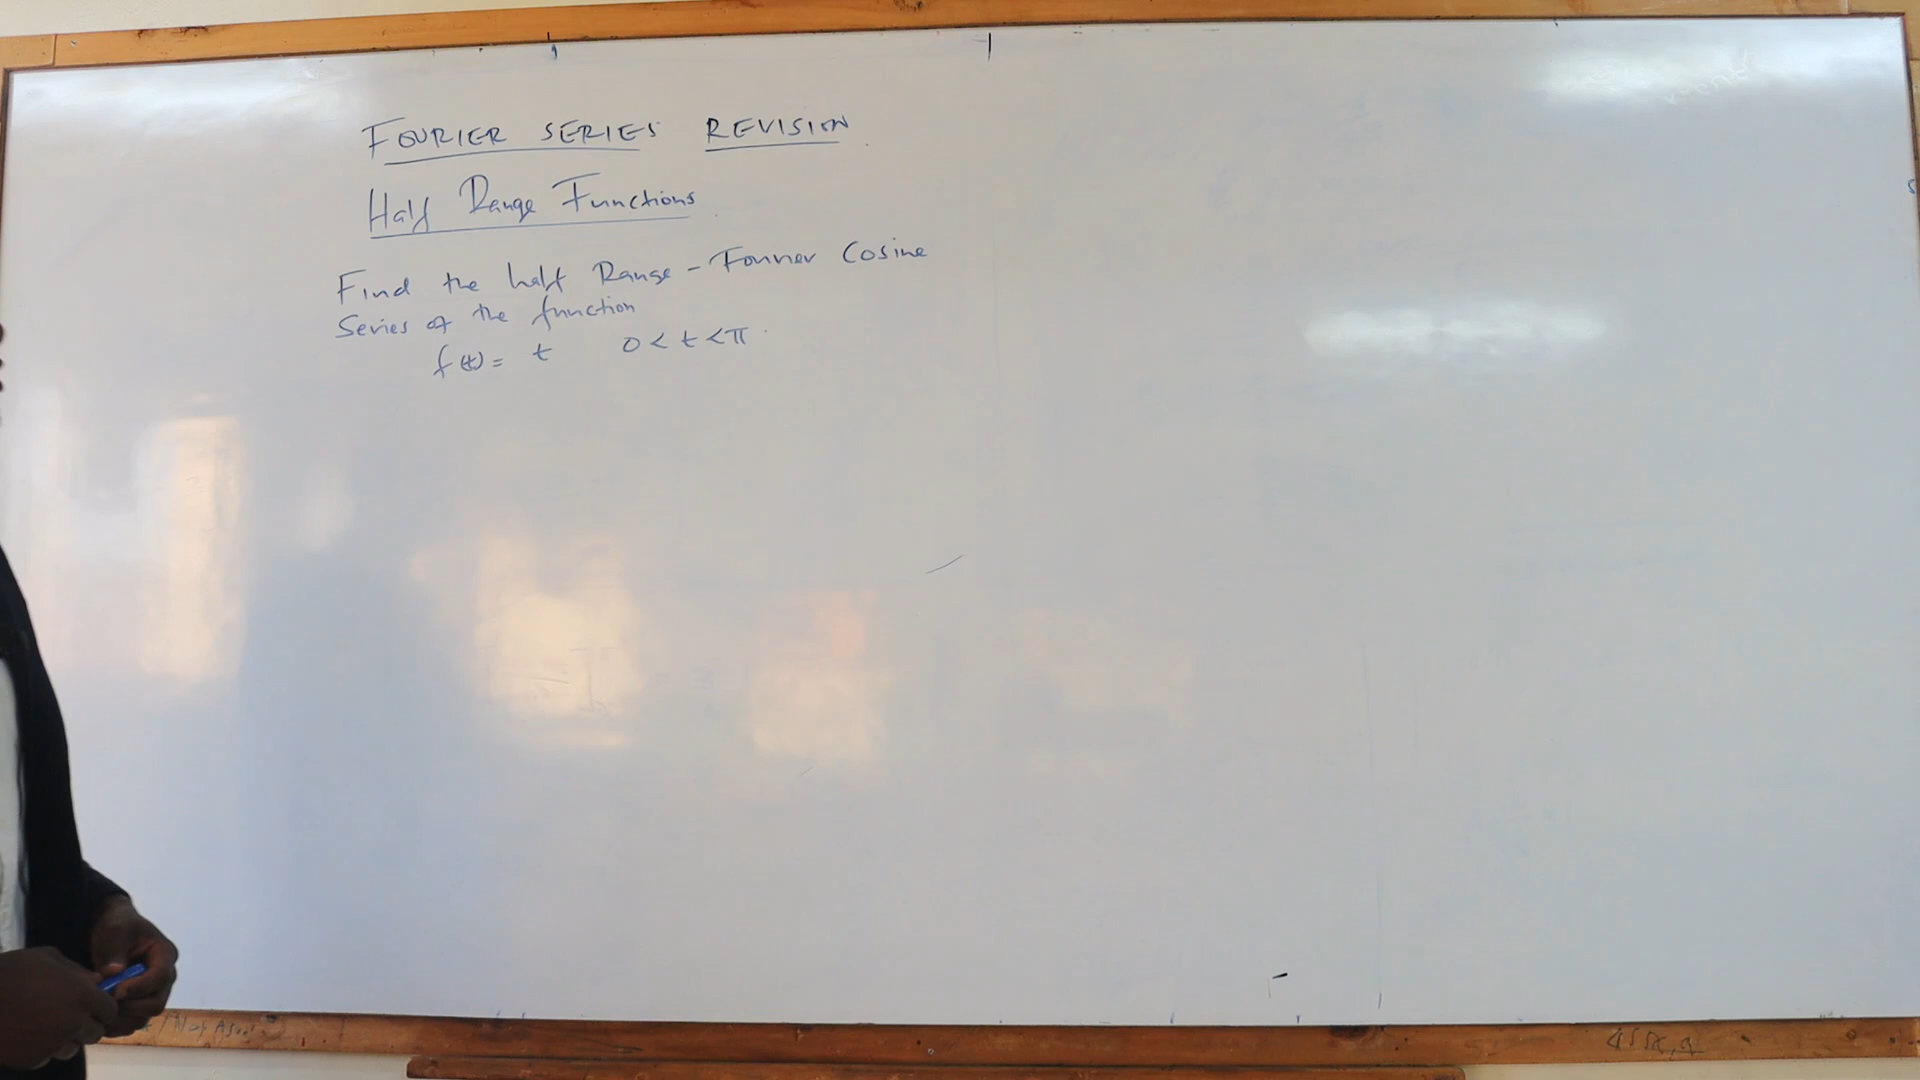 FOURIER SERIES REVISION
Half Range Functions
Find the half Range - Fourier Cosine
Series of the function
f(t) = t 0 < t < π